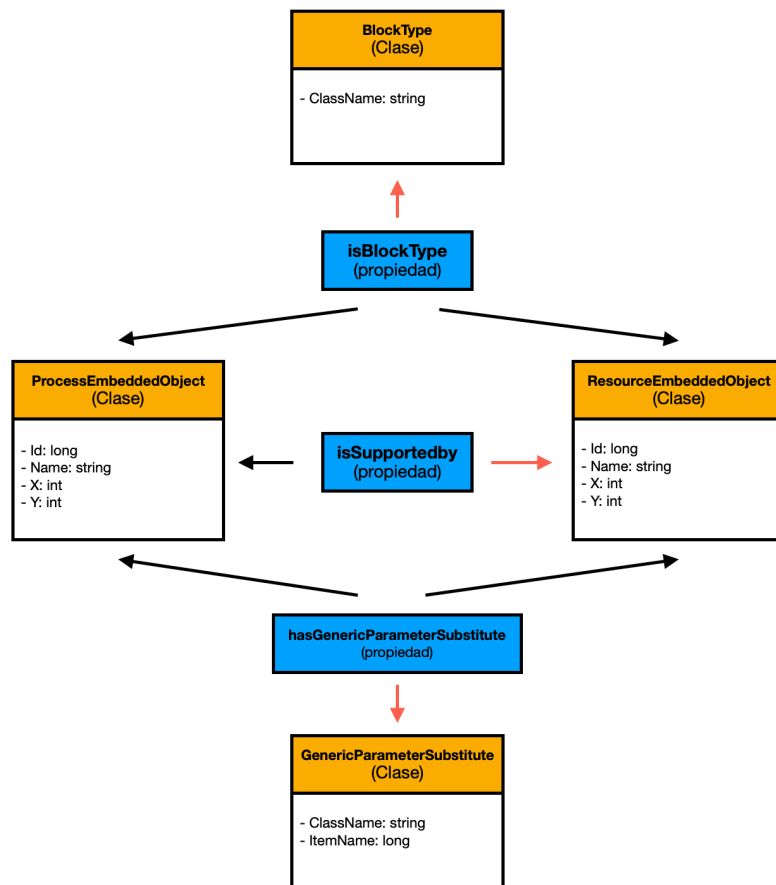 BlockType
(Clase)
- ClassName: string
isBlockType
(propiedad)
ProcessEmbeddedObject
(Clase)
- Id: long
- Name: string
- X: int
- Y: int
isSupportedby
(propiedad)
ResourceEmbeddedObject
(Clase)
- Id: long
- Name: string
- X: int
- Y: int
hasGenericParameterSubstitute
(propiedad)
GenericParameterSubstitute
(Clase)
- ClassName: string
- ItemName: long